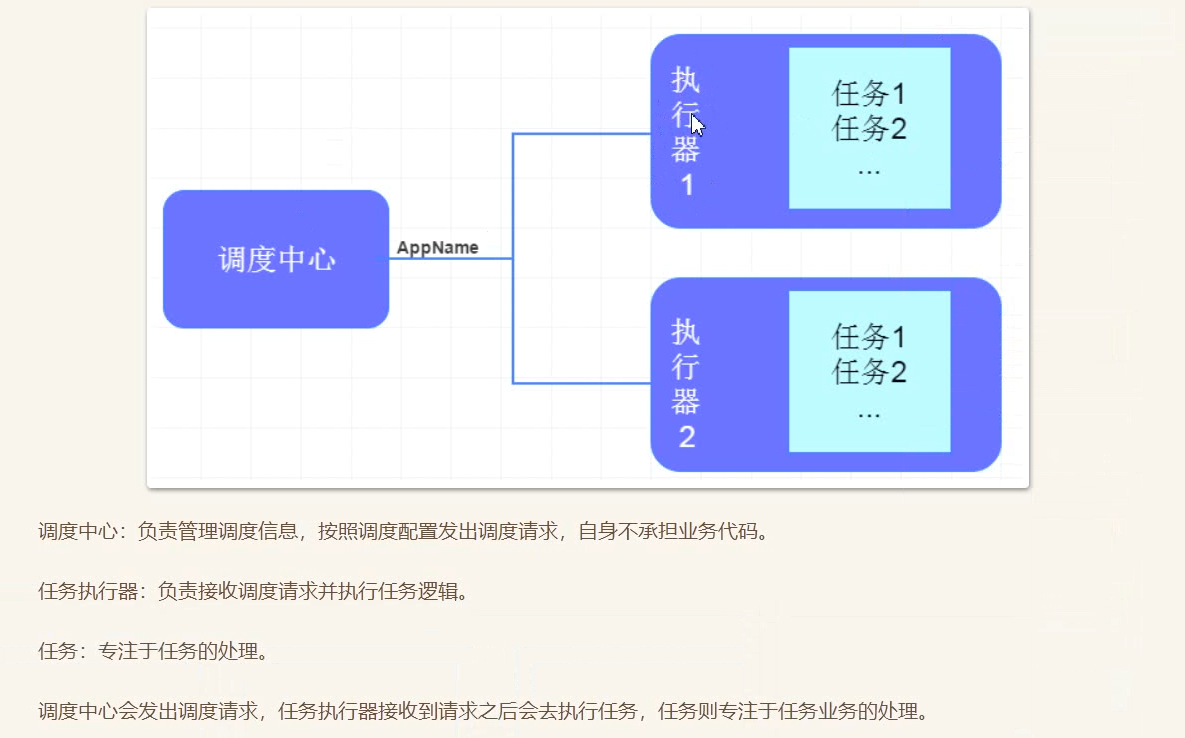 执行器1
任务1
任务2
...
调度中心
AppName
执行器2
任务1
任务2
...
调度中心：负责管理调度信息，按照调度配置发出调度请求，自身不承担业务代码。
任务执行器：负责接收调度请求并执行任务逻辑。
任务：专注于任务的处理。
调度中心会发出调度请求，任务执行器接收到请求之后会去执行任务，任务则专注于任务业务的处理。